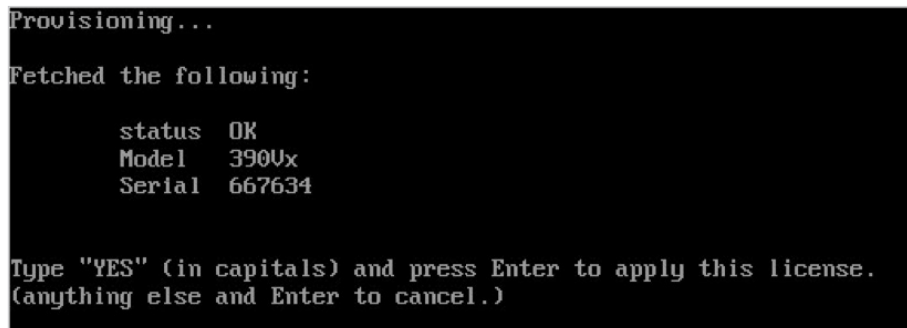 Provisioning...
Fetched the following:
status OK
Model 390Vx
Serial 667634
Type "YES" (in capitals) and press Enter to apply this license.
(anything else and Enter to cancel.)